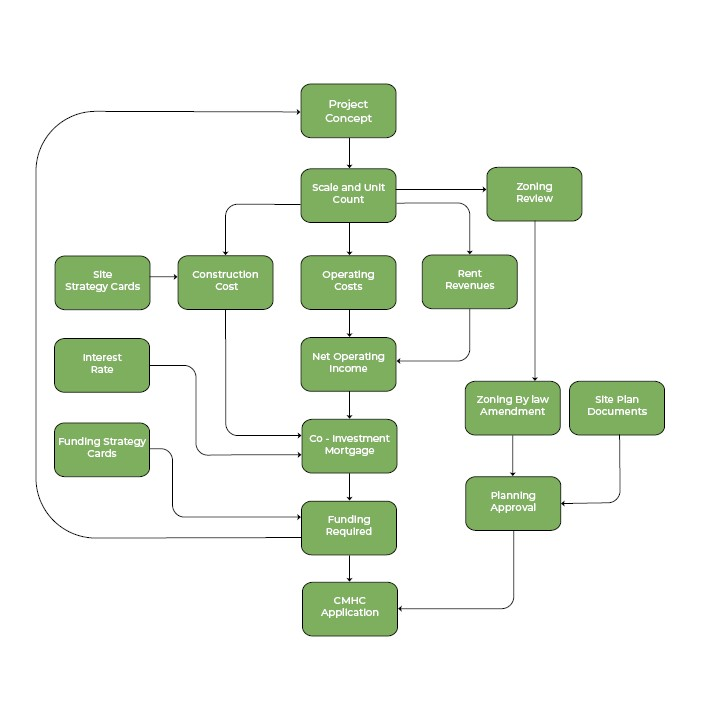 Project
Concept
Scale and Unit
Count
Zoning
Review
Site
Strategy Cards
Construction
Cost
Operating
Costs
Rent
Revenues
Interest
Rate
Net Operating
Income
Zoning By law
Amendment
Site Plan
Documents
Funding Strategy
Cards
Co - Investment
Mortgage
Planning
Approval
Funding
Required
CMHC
Application